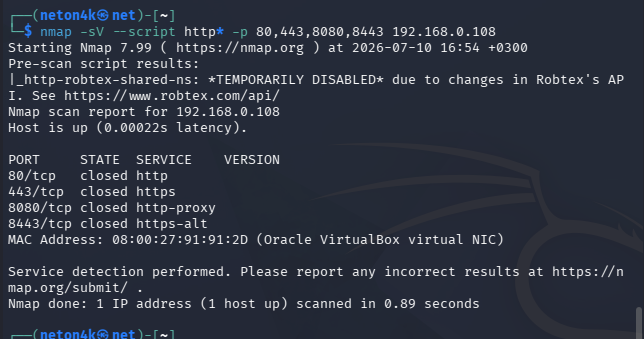 ┌──(neton4k㉿net)-[~]
└─$ nmap -sV --script http* -p 80,443,8080,8443 192.168.0.108
Starting Nmap 7.99 ( https://nmap.org ) at 2026-07-10 16:54 +0300
Pre-scan script results:
|_http-robtex-shared-ns: *TEMPORARILY DISABLED* due to changes in Robtex's AP
I. See https://www.robtex.com/api/
Nmap scan report for 192.168.0.108
Host is up (0.00022s latency).

PORT     STATE  SERVICE    VERSION
80/tcp   closed http
443/tcp  closed https
8080/tcp closed http-proxy
8443/tcp closed https-alt
MAC Address: 08:00:27:91:91:2D (Oracle VirtualBox virtual NIC)

Service detection performed. Please report any incorrect results at https://n
map.org/submit/ .
Nmap done: 1 IP address (1 host up) scanned in 0.89 seconds

┌──(neton4k㉿net)-[~]